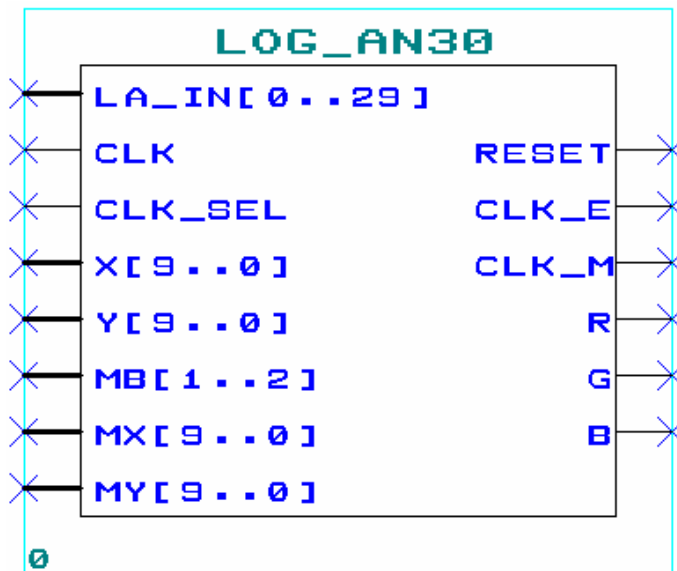 LOG_AN30
LA_IN[0..29]
CLK RESET
CLK_SEL CLK_E
X[9..0] CLK_M
Y[9..0] R
MB[1..2] G
MX[9..0] B
MY[9..0]
0